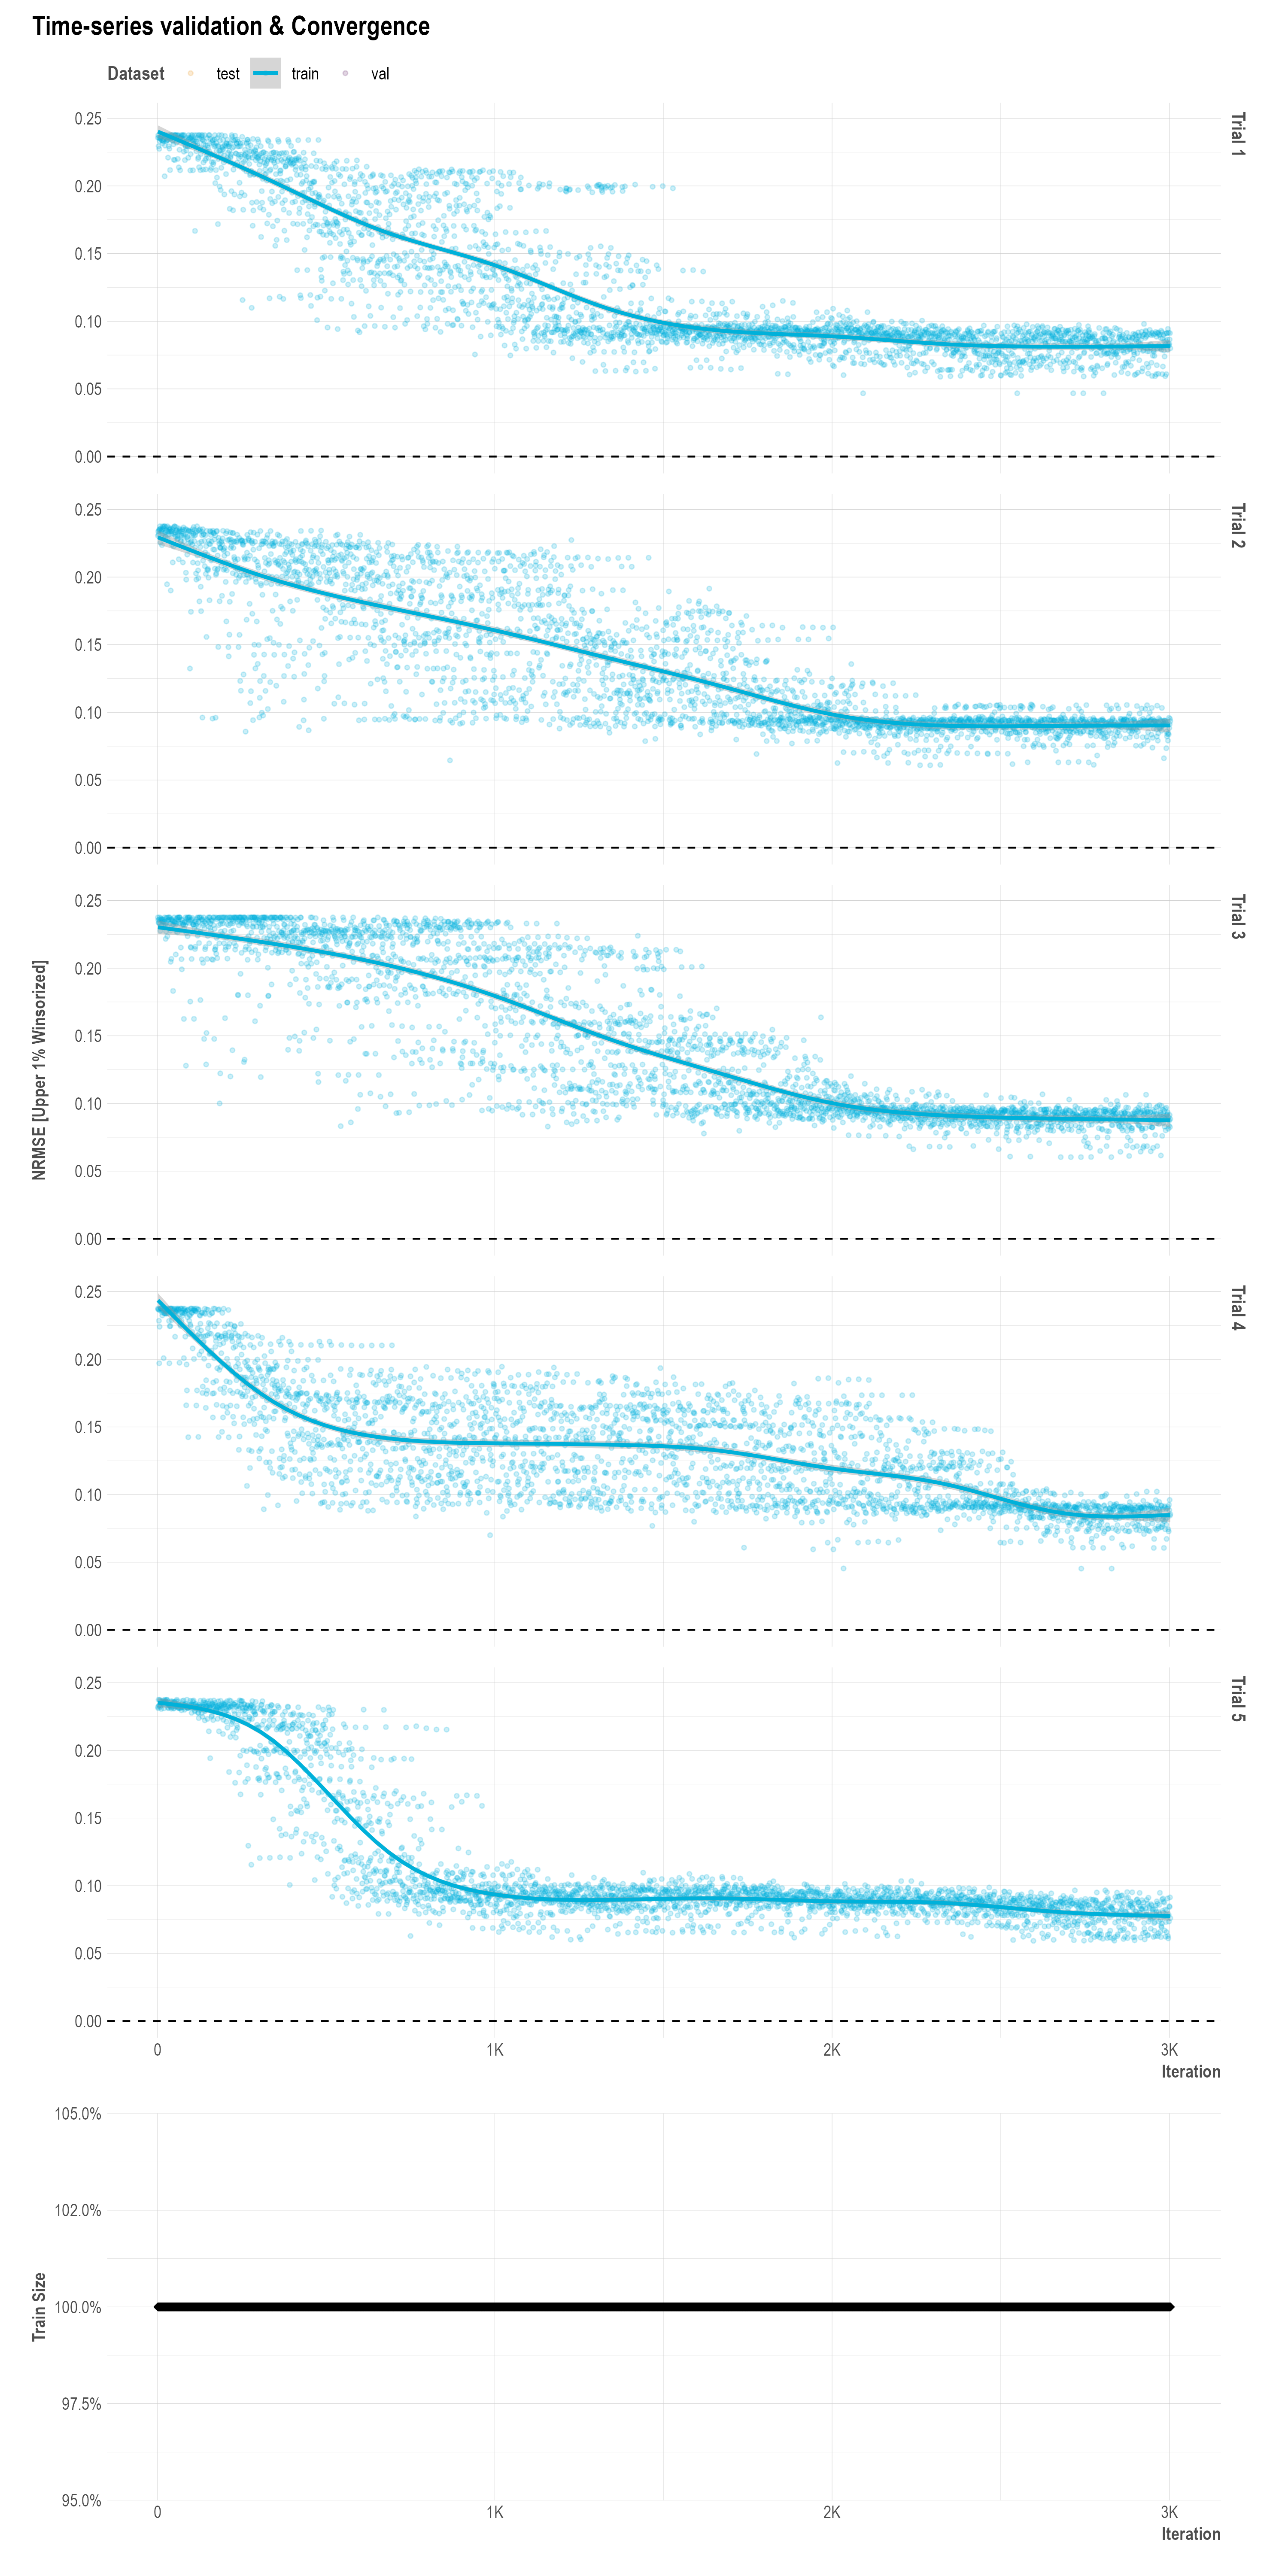 Time-series validation & Convergence
Dataset test train val
0.25
0.20
0.15
0.10
0.05
0.00
Trial 1
0.25
0.20
0.15
0.10
0.05
0.00
Trial 2
NRMSE [Upper 1% Winsorized]
0.25
0.20
0.15
0.10
0.05
0.00
Trial 3
0.25
0.20
0.15
0.10
0.05
0.00
Trial 4
0.25
0.20
0.15
0.10
0.05
0.00
Trial 5
0 1K 2K 3K
Iteration
Train Size
105.0%
102.0%
100.0%
97.5%
95.0%
0 1K 2K 3K
Iteration